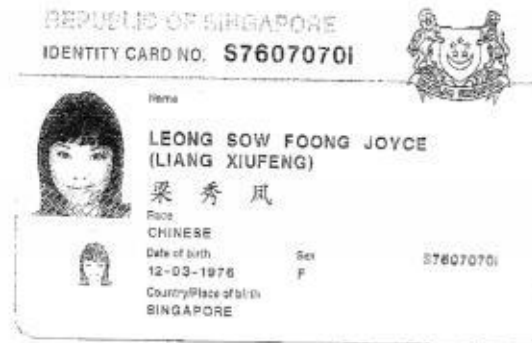 REPUBLIC OF SINGAPORE
IDENTITY CARD NO. S7607070I
Name
LEONG SOW FOONG JOYCE
(LIANG XIUFENG)
梁 秀 凤
Race
CHINESE
Date of birth Sex S7607070I
12-03-1976 F
Country/Place of birth
SINGAPORE